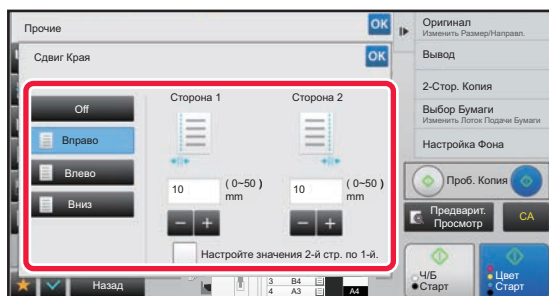 Прочие
OK
Сдвиг Края
OK
Off
Вправо
Влево
Вниз
Сторона 1
Сторона 2
10
( 0~50 )
mm
10
( 0~50 )
mm
Настройте значения 2-й стр. по 1-й.
Назад
3 B4
4 A3
A4
Оригинал
Изменить Размер/Направл.
Вывод
2-Стор. Копия
Выбор Бумаги
Изменить Лоток Подачи Бумаги
Настройка Фона
Проб. Копия
Предварит.
Просмотр
CA
Ч/Б
Старт
Цвет
Старт